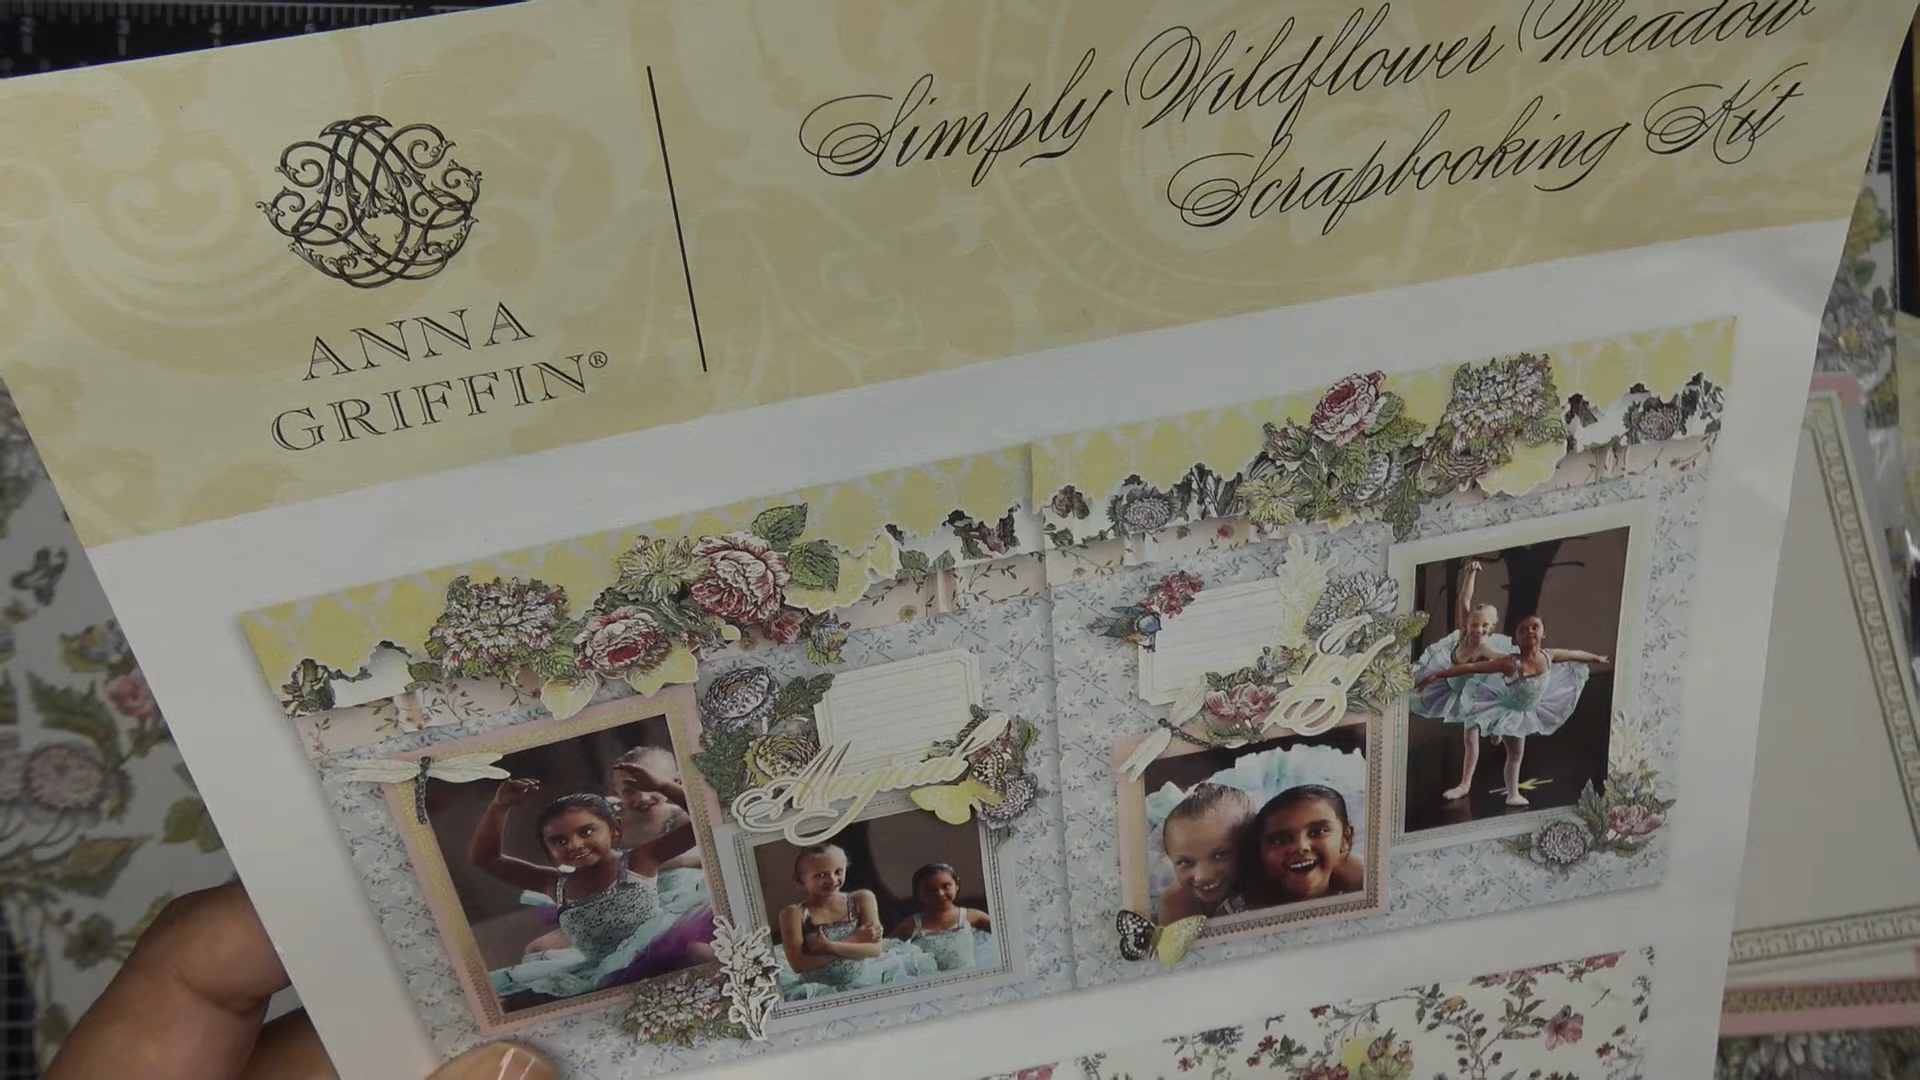 ANNA
GRIFFIN®
Simply Wildflower Meadow
Scrapbooking Kit
Magical